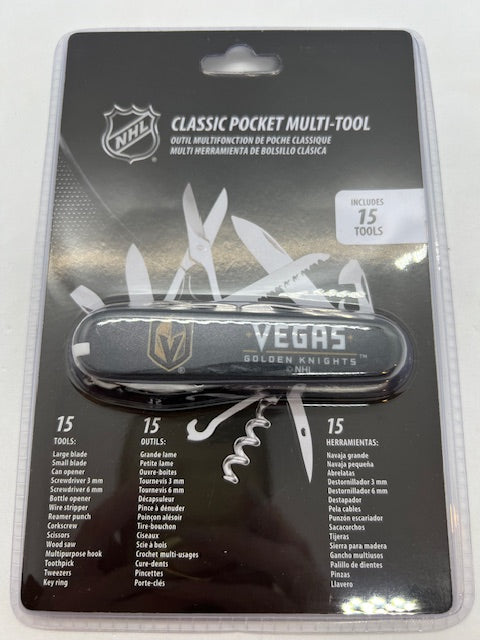 NHL
CLASSIC POCKET MULTI-TOOL
OUTIL MULTIFONCTION DE POCHE CLASSIQUE
MULTI HERRAMIENTA DE BOLSILLO CLÁSICA
INCLUDES
15
TOOLS
VEGAS
GOLDEN KNIGHTS™
©NHL
®
15
TOOLS:
Large blade
Small blade
Can opener
Screwdriver 3 mm
Screwdriver 6 mm
Bottle opener
Wire stripper
Reamer punch
Corkscrew
Scissors
Wood saw
Multipurpose hook
Toothpick
Tweezers
Key ring
15
OUTILS:
Grande lame
Petite lame
Ouvre-boites
Tournevis 3 mm
Tournevis 6 mm
Décapsuleur
Pince à dénuder
Poinçon alésoir
Tire-bouchon
Ciseaux
Scie à bois
Crochet multi-usages
Cure-dents
Pincettes
Porte-clés
15
HERRAMIENTAS:
Navaja grande
Navaja pequeña
Abrelatas
Destornillador 3 mm
Destornillador 6 mm
Destapador
Pela cables
Punzón escariador
Sacacorchos
Tijeras
Sierra para madera
Gancho multiusos
Palillo de dientes
Pinzas
Llavero